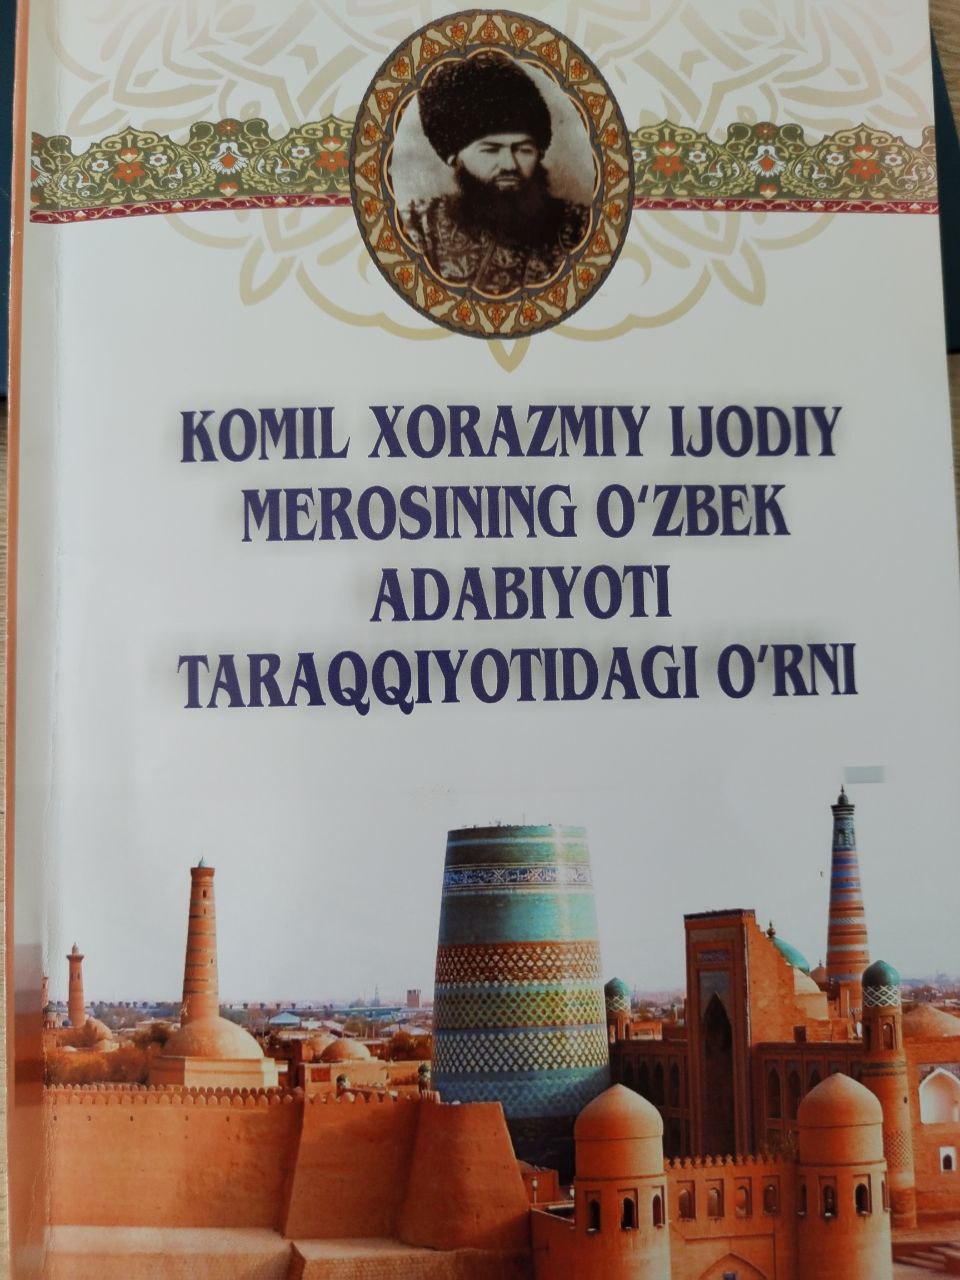 KOMIL XORAZMIY IJODIY
MEROSINING O‘ZBEK
ADABIYOTI
TARAQQIYOTIDAGI O‘RNI